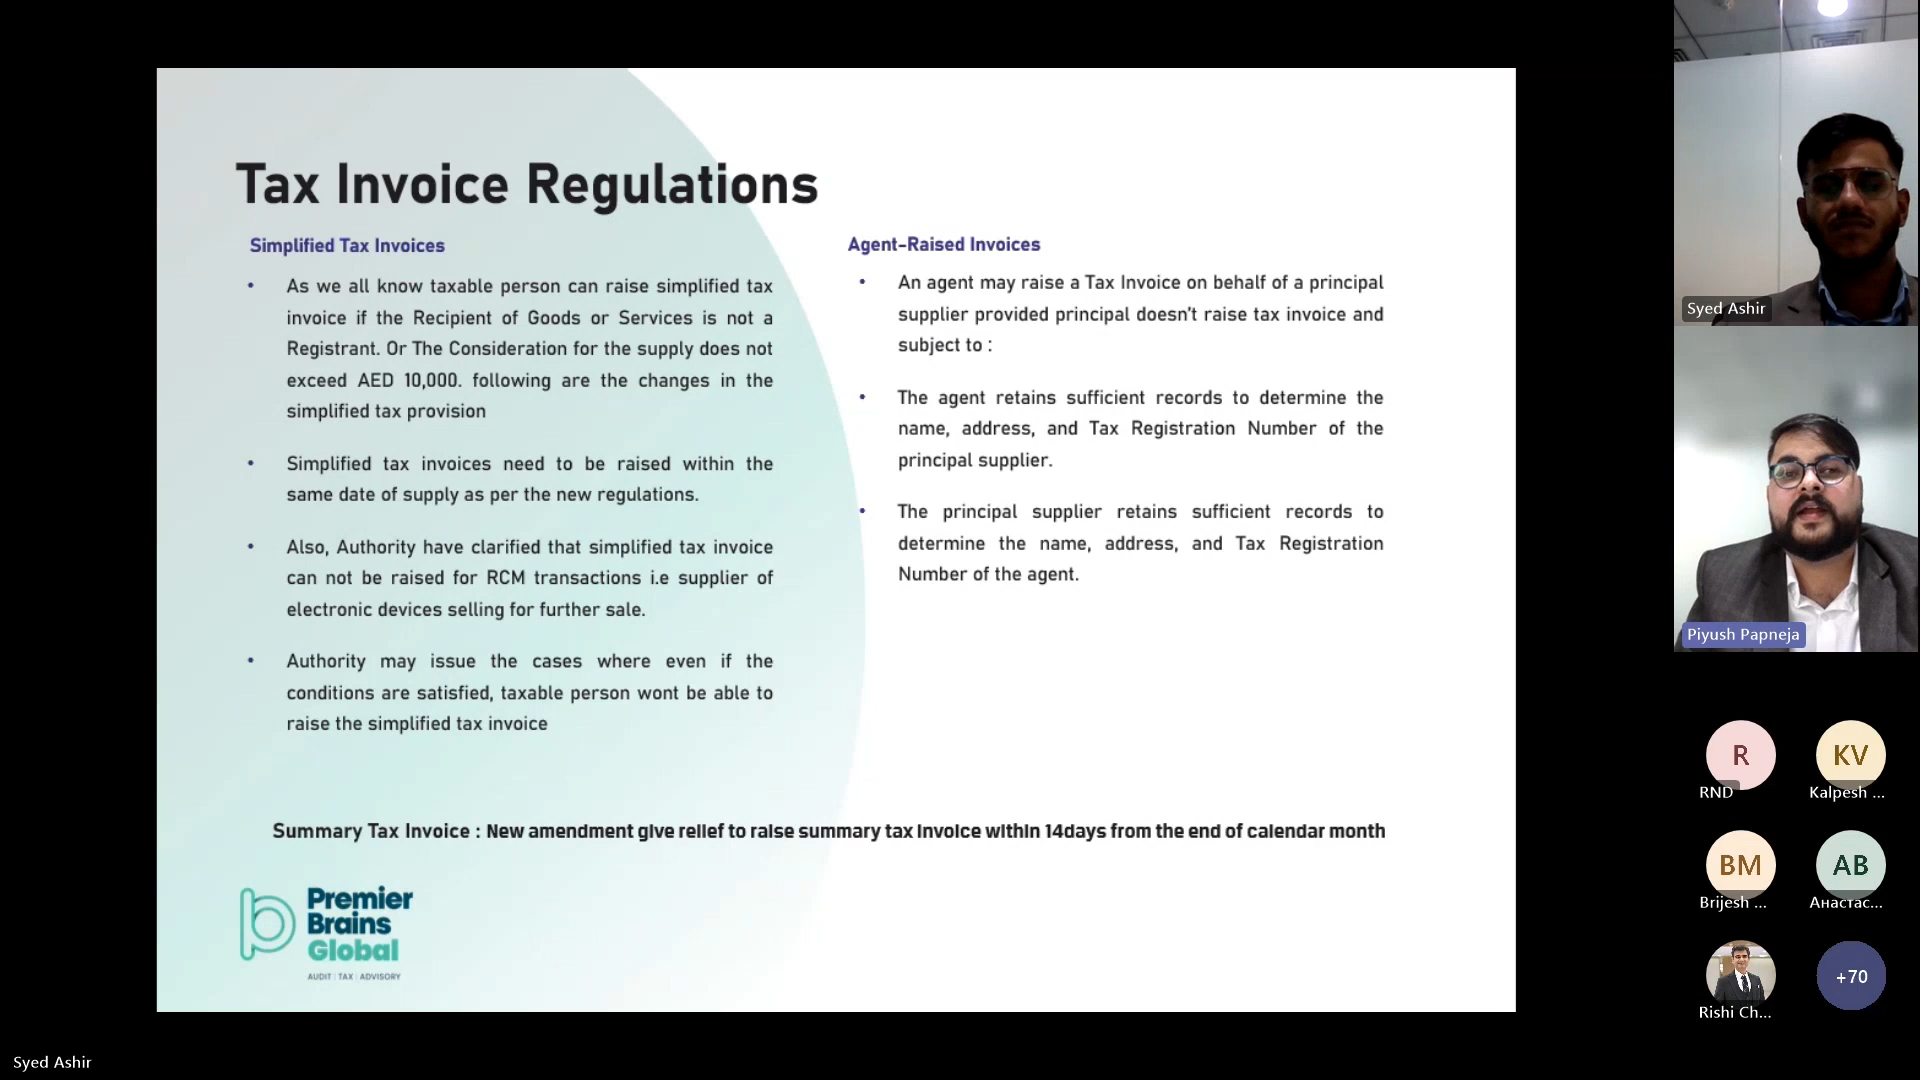 Tax Invoice Regulations
Simplified Tax Invoices
• As we all know taxable person can raise simplified tax
invoice if the Recipient of Goods or Services is not a
Registrant. Or The Consideration for the supply does not
exceed AED 10,000. following are the changes in the
simplified tax provision
• Simplified tax invoices need to be raised within the
same date of supply as per the new regulations.
• Also, Authority have clarified that simplified tax invoice
can not be raised for RCM transactions i.e supplier of
electronic devices selling for further sale.
• Authority may issue the cases where even if the
conditions are satisfied, taxable person wont be able to
raise the simplified tax invoice
Agent-Raised Invoices
• An agent may raise a Tax Invoice on behalf of a principal
supplier provided principal doesn't raise tax invoice and
subject to :
• The agent retains sufficient records to determine the
name, address, and Tax Registration Number of the
principal supplier.
• The principal supplier retains sufficient records to
determine the name, address, and Tax Registration
Number of the agent.
Summary Tax Invoice : New amendment give relief to raise summary tax invoice within 14days from the end of calendar month
Premier
Brains
Global
AUDIT | TAX | ADVISORY
Syed Ashir
Piyush Papneja
R
RND
KV
Kalpesh ...
BM
Brijesh ...
AB
Анастас...
Rishi Ch...
+70
Syed Ashir